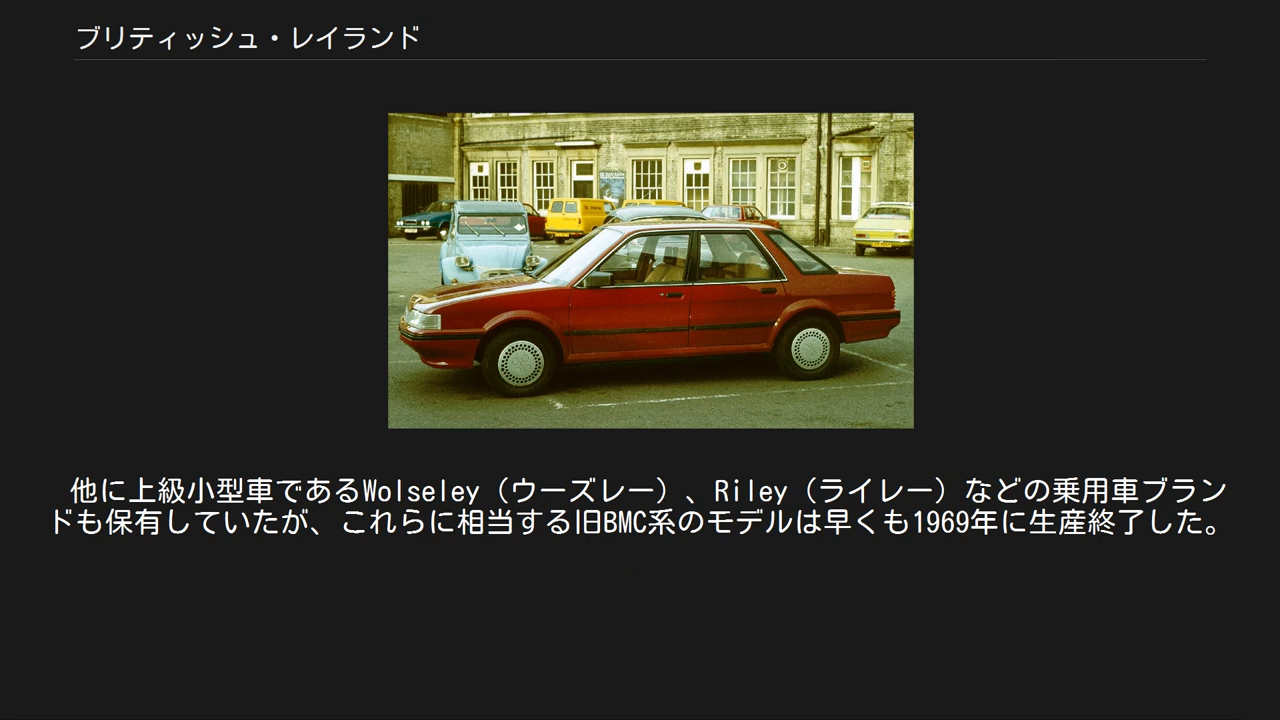 ブリティッシュ・レイランド
他に上級小型車であるWolseley（ウーズレー）、Riley（ライレー）などの乗用車ブラン
ドも保有していたが、これらに相当する旧BMC系のモデルは早くも1969年に生産終了した。